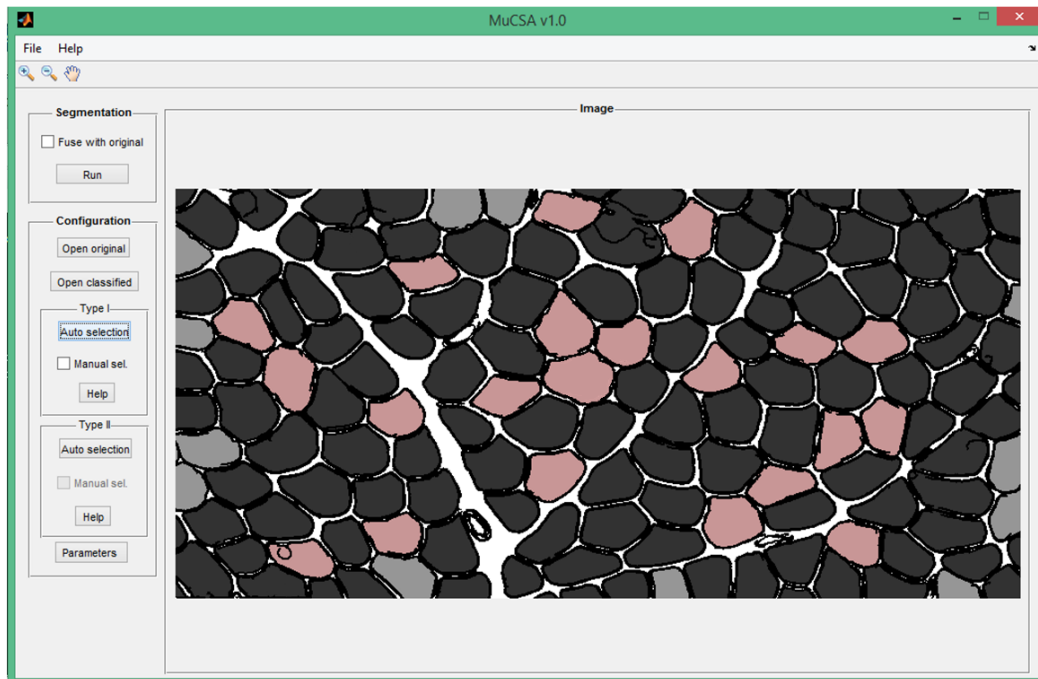 MuCSA v1.0
File Help
Segmentation
Fuse with original
Run
Configuration
Open original
Open classified
Type I
Auto selection
Manual sel.
Help
Type II
Auto selection
Manual sel.
Help
Parameters
Image